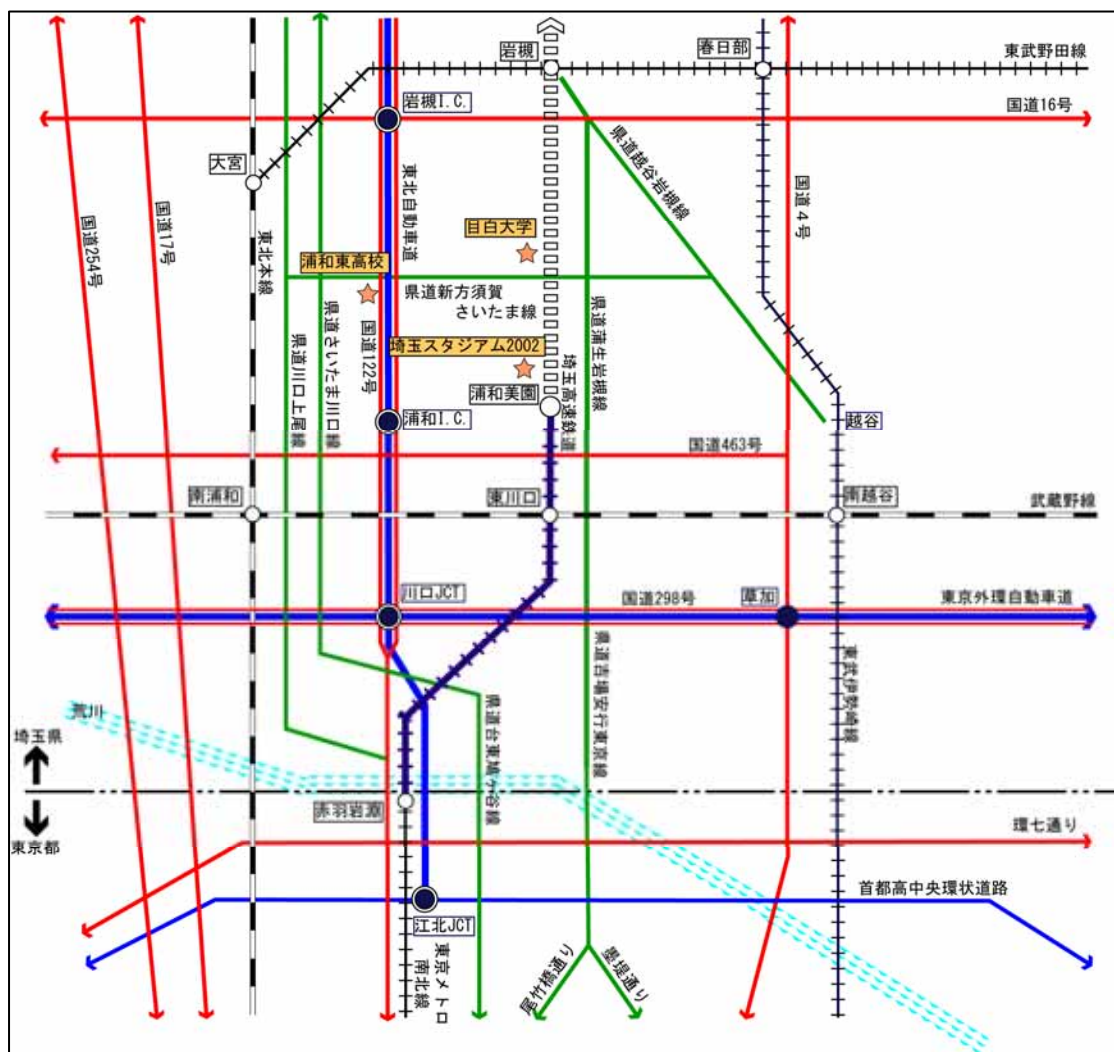 岩槻
春日部
東武野田線
岩槻I.C.
国道16号
大宮
県道越谷岩槻線
国道4号
国道254号
国道17号
東北本線
東北自動車道
目白大学
浦和東高校
県道新方須賀
さいたま線
県道川口上尾線
県道さいたま川口線
国道122号
埼玉スタジアム2002
浦和美園
埼玉高速鉄道
県道蒲生岩槻線
浦和I.C.
越谷
国道463号
南浦和
東川口
南越谷
武蔵野線
川口JCT
国道298号
草加
東京外環自動車道
県道吉場安行東京線
東武伊勢崎線
荒川
埼玉県
県道台東鳩ヶ谷線
赤羽岩淵
東京都
環七通り
首都高中央環状道路
江北JCT
東京メトロ
南北線
尾竹橋通り
墨堤通り